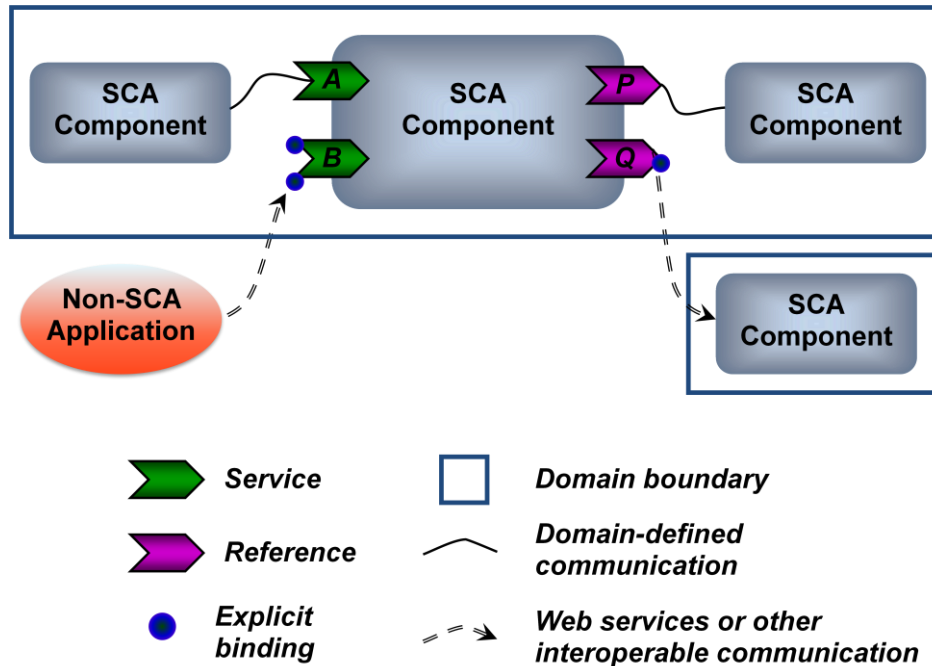 SCA
Component
A
SCA
Component
P
SCA
Component
B
Q
Non-SCA
Application
SCA
Component
Service
Domain boundary
Reference
Domain-defined
communication
Explicit
binding
Web services or other
interoperable communication